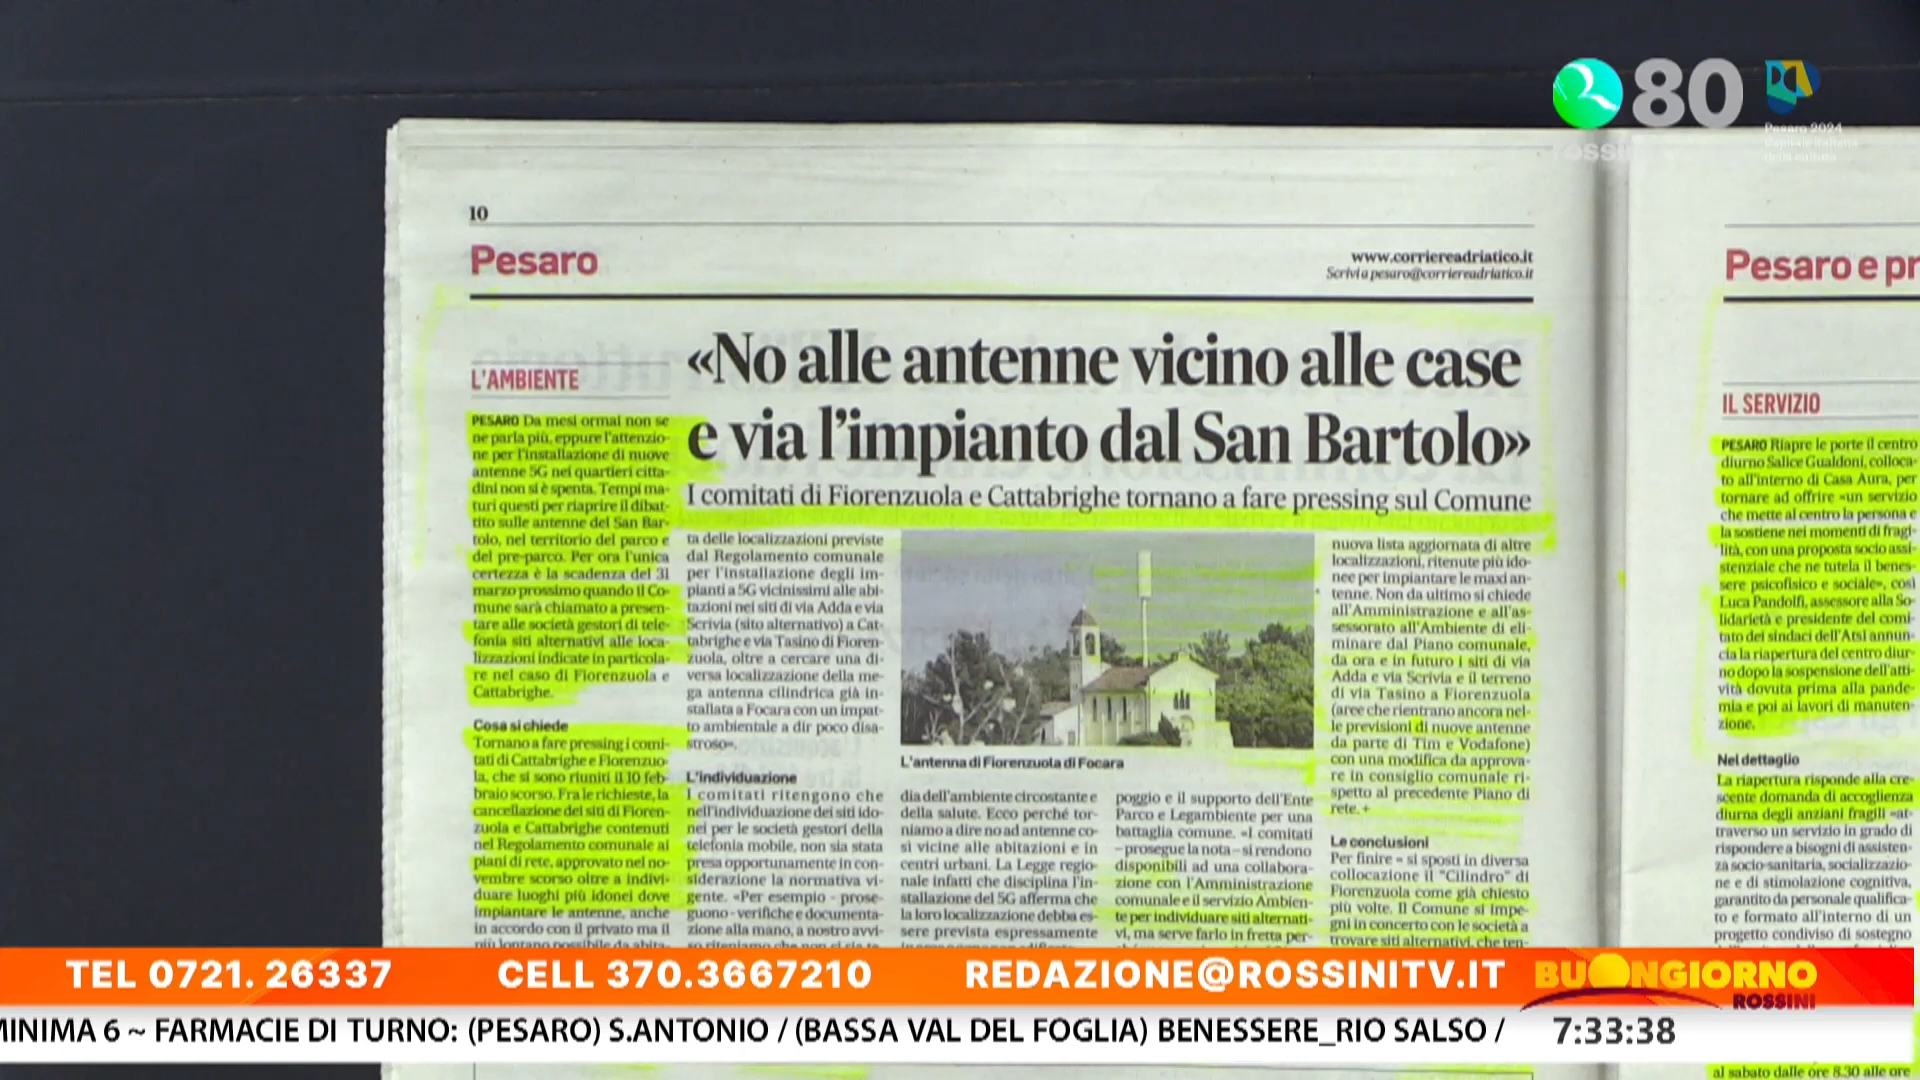 80
Pesaro 2024
Capitale italiana
della cultura
10
Pesaro
www.corriereadriatico.it
Scrivi a pesaro@corriereadriatico.it
L'AMBIENTE
«No alle antenne vicino alle case
e via l'impianto dal San Bartolo»
I comitati di Fiorenzuola e Cattabrighe tornano a fare pressing sul Comune
PESARO Da mesi ormai non se
ne parla più, eppure l'attenzio-
ne per l'installazione di nuove
antenne 5G nei quartieri citta-
dini non si è spenta. Tempi ma-
turi questi per riaprire il dibat-
tito sulle antenne del San Bar-
tolo, nel territorio del parco e
del pre-parco. Per ora l'unica
certezza è la scadenza del 31
marzo prossimo quando il Co-
mune sarà chiamato a presen-
tare alle società gestori di tele-
fonia siti alternativi alle loca-
lizzazioni indicate in particola-
re nel caso di Fiorenzuola e
Cattabrighe.
Cosa si chiede
Tornano a fare pressing i comi-
tati di Cattabrighe e Fiorenzuo-
la, che si sono riuniti il 10 feb-
braio scorso. Fra le richieste, la
cancellazione dei siti di Fioren-
zuola e Cattabrighe contenuti
nel Regolamento comunale ai
piani di rete, approvato nel no-
vembre scorso oltre a indivi-
duare luoghi più idonei dove
impiantare le antenne, anche
in accordo con il privato ma il
più lontano possibile da abita-
ta delle localizzazioni previste
dal Regolamento comunale
per l'installazione degli im-
pianti a 5G vicinissimi alle abi-
tazioni nei siti di via Adda e via
Scrivia (sito alternativo) a Cat-
tabrighe e via Tasino di Fioren-
zuola, oltre a cercare una di-
versa localizzazione della me-
ga antenna cilindrica già in-
stallata a Focara con un impat-
to ambientale a dir poco disa-
stroso».
L'individuazione
I comitati ritengono che
nell'individuazione dei siti ido-
nei per le società gestori della
telefonia mobile, non sia stata
presa opportunamente in con-
siderazione la normativa vi-
gente. «Per esempio - prose-
guono - verifiche e documenta-
zione alla mano, a nostro avvi-
so riteniamo che non si sia te-
L'antenna di Fiorenzuola di Focara
dia dell'ambiente circostante e
della salute. Ecco perché tor-
niamo a dire no ad antenne co-
sì vicine alle abitazioni e in
centri urbani. La Legge regio-
nale infatti che disciplina l'in-
stallazione del 5G afferma che
la loro localizzazione debba es-
sere prevista espressamente
poggio e il supporto dell'Ente
Parco e Legambiente per una
battaglia comune. «I comitati
- prosegue la nota - si rendono
disponibili ad una collabora-
zione con l'Amministrazione
comunale e il servizio Ambien-
te per individuare siti alternati-
vi, ma serve farlo in fretta per-
nuova lista aggiornata di altre
localizzazioni, ritenute più ido-
nee per impiantare le maxi an-
tenne. Non da ultimo si chiede
all'Amministrazione e all'as-
sessorato all'Ambiente di eli-
minare dal Piano comunale,
da ora e in futuro i siti di via
Adda e via Scrivia e il terreno
di via Tasino a Fiorenzuola
(aree che rientrano ancora nel-
le previsioni di nuove antenne
da parte di Tim e Vodafone)
con una modifica da approva-
re in consiglio comunale ri-
spetto al precedente Piano di
rete. »
Le conclusioni
Per finire « si sposti in diversa
collocazione il "Cilindro" di
Fiorenzuola come già chiesto
più volte. Il Comune si impe-
gni in concerto con le società a
trovare siti alternativi, che ten-
Pesaro e pr
IL SERVIZIO
PESARO Riapre le porte il centro
diurno Salice Gualdoni, colloca-
to all'interno di Casa Aura, per
tornare ad offrire «un servizio
che mette al centro la persona e
la sostiene nei momenti di fragi-
lità, con una proposta socio assi-
stenziale che ne tutela il benes-
sere psicofisico e sociale», così
Luca Pandolfi, assessore alla So-
lidarietà e presidente del comi-
tato dei sindaci dell'Ats1 annun-
cia la riapertura del centro diur-
no dopo la sospensione dell'atti-
vità dovuta prima alla pande-
mia e poi ai lavori di manuten-
zione.
Nel dettaglio
La riapertura risponde alla cre-
scente domanda di accoglienza
diurna degli anziani fragili «at-
traverso un servizio in grado di
rispondere a bisogni di assisten-
za socio-sanitaria, socializzazio-
ne e di stimolazione cognitiva,
garantito da personale qualifica-
to e formato all'interno di un
progetto condiviso di sostegno
al sabato dalle ore 8.30 alle ore
TEL 0721. 26337 CELL 370.3667210 REDAZIONE@ROSSINITV.IT BUONGIORNO
ROSSINI
MINIMA 6 ~ FARMACIE DI TURNO: (PESARO) S.ANTONIO / (BASSA VAL DEL FOGLIA) BENESSERE_RIO SALSO / 7:33:38